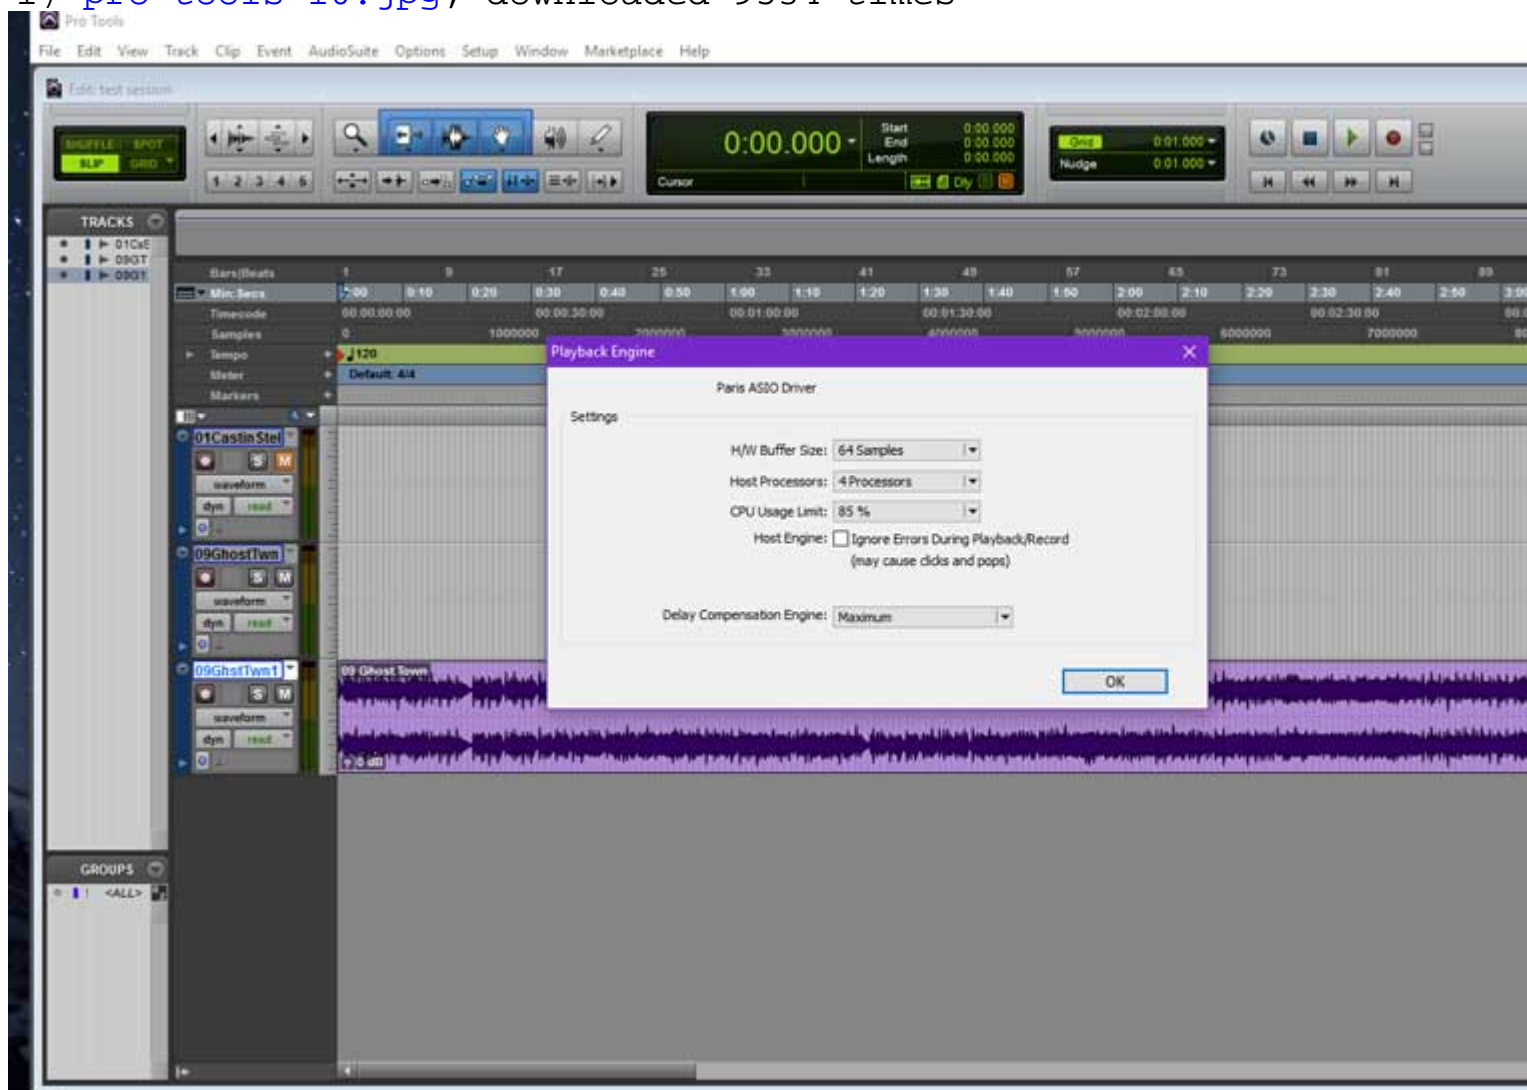 Pro Tools
File Edit View Track Clip Event AudioSuite Options Setup Window Marketplace Help
Edit: test session
SHUFFLE SPOT
SLIP GRID
1 2 3 4 5
0:00.000
Start 0:00.000
End 0:00.000
Length 0:00.000
Cursor
Dly
Grid 0:01.000
Nudge 0:01.000
TRACKS
01CsS
09GT
09GT
Bars|Beats 1 9 17 25 33 41 49 57 65 73 81 89
Min:Secs 0:00 0:10 0:20 0:30 0:40 0:50 1:00 1:10 1:20 1:30 1:40 1:50 2:00 2:10 2:20 2:30 2:40 2:50 3:00
Timecode 00:00:00:00 00:00:30:00 00:01:00:00 00:01:30:00 00:02:00:00 00:02:30:00
Samples 0 1000000 2000000 3000000 4000000 5000000 6000000 7000000
Tempo 120
Meter Default: 4/4
Markers
Playback Engine
Paris ASIO Driver
Settings
H/W Buffer Size: 64 Samples
Host Processors: 4 Processors
CPU Usage Limit: 85 %
Host Engine: Ignore Errors During Playback/Record
(may cause clicks and pops)
Delay Compensation Engine: Maximum
OK
01CastinStel
S M
waveform
dyn read
09GhostTwn
S M
waveform
dyn read
09GhstTwn1
S M
waveform
dyn read
09 Ghost Town
0 dB
GROUPS
! <ALL>